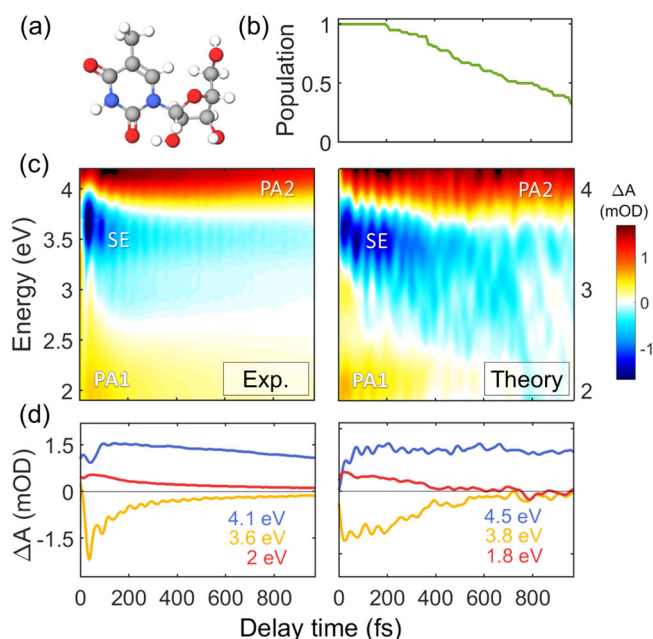 (a)
(b)
Population
1
0.5
0
(c)
Energy (eV)
4
3.5
3
2.5
2
PA2
SE
PA1
Exp.
PA2
SE
PA1
Theory
4
3
2
ΔA
(mOD)
1
0
-1
(d)
ΔA (mOD)
1.5
0
-1.5
4.1 eV
3.6 eV
2 eV
4.5 eV
3.8 eV
1.8 eV
0 200 400 600 800
0 200 400 600 800
Delay time (fs)